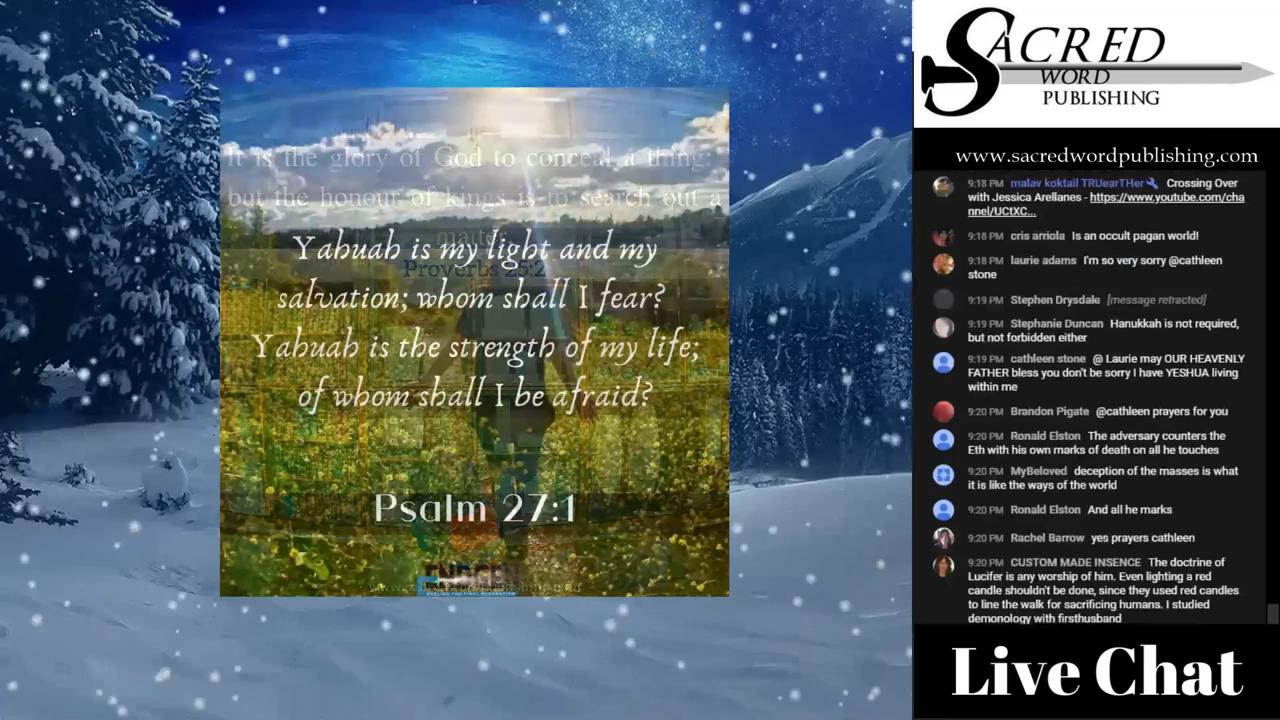 It is the glory of God to conceal a thing:
but the honour of kings is to search out a
matter.
Proverbs 25:2
Yahuah is my light and my
salvation; whom shall I fear?
Yahuah is the strength of my life;
of whom shall I be afraid?
Psalm 27:1
SACRED
WORD
PUBLISHING
www.sacredwordpublishing.com
9:18 PM malav koktail TRUearTHer Crossing Over
with Jessica Arellanes - https://www.youtube.com/cha
nnel/UCtXC...
9:18 PM cris arriola Is an occult pagan world!
9:18 PM laurie adams I'm so very sorry @cathleen
stone
9:19 PM Stephen Drysdale [message retracted]
9:19 PM Stephanie Duncan Hanukkah is not required,
but not forbidden either
9:19 PM cathleen stone @ Laurie may OUR HEAVENLY
FATHER bless you don't be sorry I have YESHUA living
within me
9:20 PM Brandon Pigate @cathleen prayers for you
9:20 PM Ronald Elston The adversary counters the
Eth with his own marks of death on all he touches
9:20 PM MyBeloved deception of the masses is what
it is like the ways of the world
9:20 PM Ronald Elston And all he marks
9:20 PM Rachel Barrow yes prayers cathleen
9:20 PM CUSTOM MADE INSENCE The doctrine of
Lucifer is any worship of him. Even lighting a red
candle shouldn't be done, since they used red candles
to line the walk for sacrificing humans. I studied
demonology with firsthusband
Live Chat